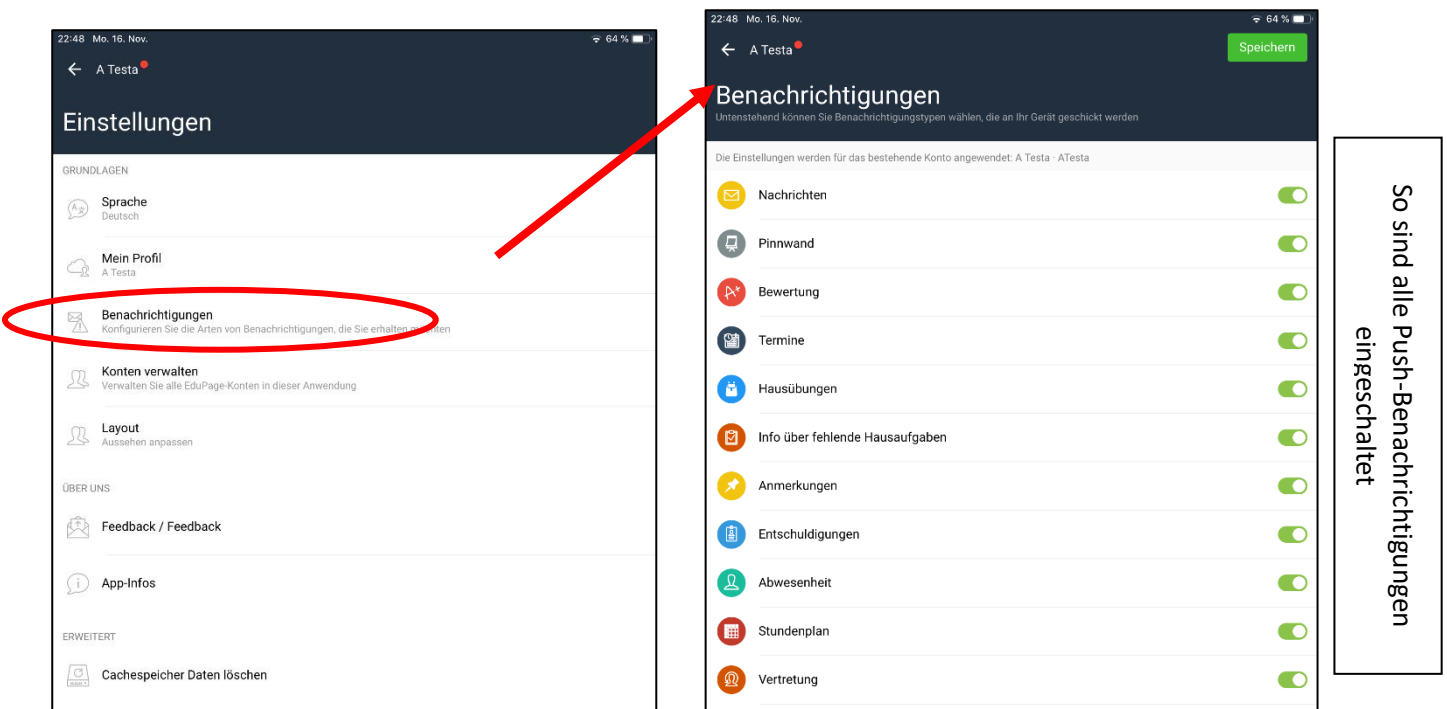 22:48 Mo. 16. Nov. 64 %
A Testa
Einstellungen
GRUNDLAGEN
Sprache
Deutsch
Mein Profil
A Testa
Benachrichtigungen
Konfigurieren Sie die Arten von Benachrichtigungen, die Sie erhalten möchten
Konten verwalten
Verwalten Sie alle EduPage-Konten in dieser Anwendung
Layout
Aussehen anpassen
ÜBER UNS
Feedback / Feedback
App-Infos
ERWEITERT
Cachespeicher Daten löschen
22:48 Mo. 16. Nov. 64 %
A Testa
Speichern
Benachrichtigungen
Untenstehend können Sie Benachrichtigungstypen wählen, die an Ihr Gerät geschickt werden
Die Einstellungen werden für das bestehende Konto angewendet: A Testa · ATesta
Nachrichten
Pinnwand
Bewertung
Termine
Hausübungen
Info über fehlende Hausaufgaben
Anmerkungen
Entschuldigungen
Abwesenheit
Stundenplan
Vertretung
So sind alle Push-Benachrichtigungen
eingeschaltet